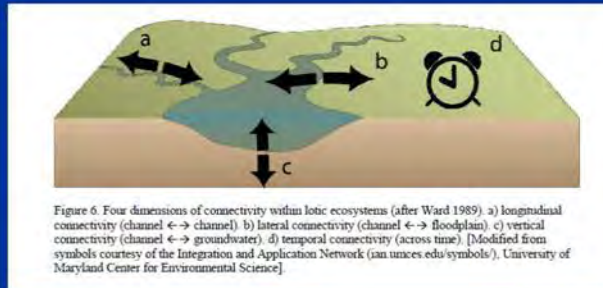 a
b
d
c
Figure 6. Four dimensions of connectivity within lotic ecosystems (after Ward 1989). a) longitudinal
connectivity (channel ←→ channel). b) lateral connectivity (channel ←→ floodplain). c) vertical
connectivity (channel ←→ groundwater). d) temporal connectivity (across time). [Modified from
symbols courtesy of the Integration and Application Network (ian.umces.edu/symbols/), University of
Maryland Center for Environmental Science].